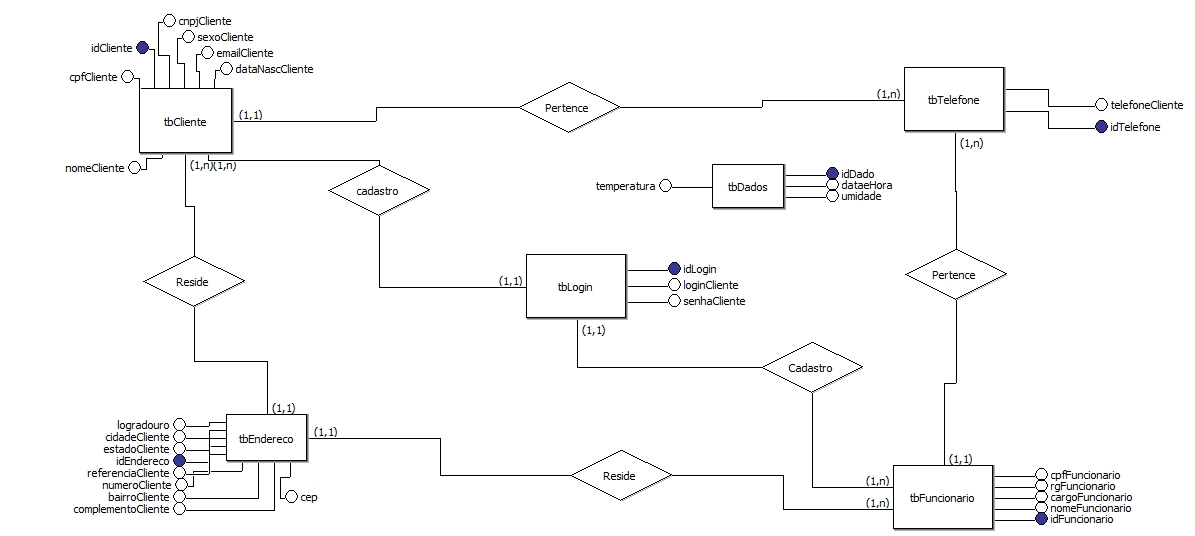 cnpjCliente
sexoCliente
idCliente
emailCliente
dataNascCliente
cpfCliente
tbCliente
(1,1)
Pertence
(1,n)
tbTelefone
telefoneCliente
idTelefone
(1,n)
nomeCliente
(1,n)(1,n)
cadastro
temperatura
tbDados
idDado
dataeHora
umidade
Reside
(1,1)
tbLogin
idLogin
loginCliente
senhaCliente
(1,1)
Pertence
Cadastro
(1,1)
logradouro
cidadeCliente
estadoCliente
idEndereco
referenciaCliente
numeroCliente
bairroCliente
complementoCliente
tbEndereco
cep
(1,1)
Reside
(1,n)
(1,n)
(1,1)
tbFuncionario
cpfFuncionario
rgFuncionario
cargoFuncionario
nomeFuncionario
idFuncionario